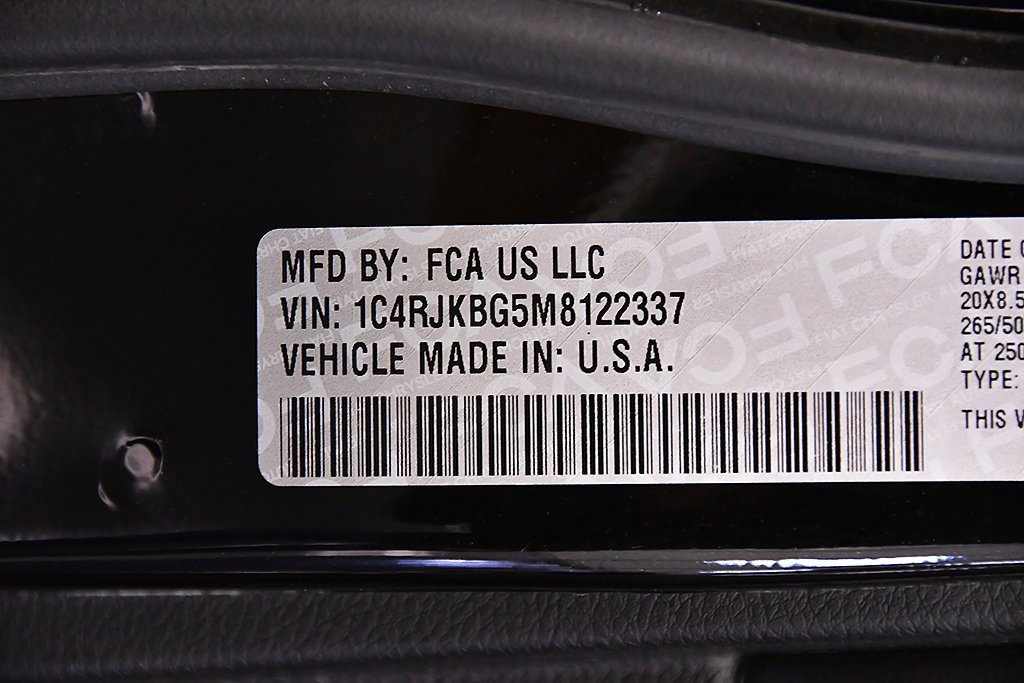 MFD BY: FCA US LLC
VIN: 1C4RJKBG5M8122337
VEHICLE MADE IN: U.S.A.
DATE
GAWR
20X8.5
265/50
AT 250
TYPE:
THIS